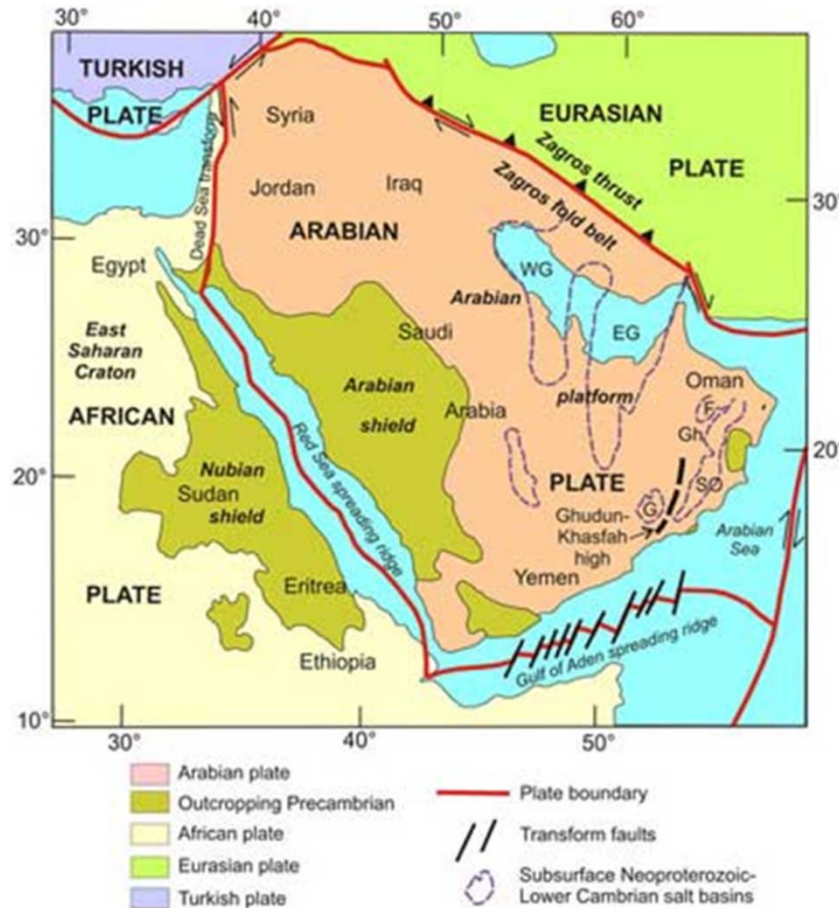 30°
40°
50°
60°
TURKISH
PLATE
Syria
EURASIAN
PLATE
Dead Sea transform
Zagros thrust
Zagros fold belt
Jordan
Iraq
ARABIAN
30°
30°
Egypt
WG
Arabian
EG
East
Saharan
Craton
Saudi
Arabian
shield
platform
Oman
F
AFRICAN
Arabia
Gh
Red Sea spreading ridge
20°
20°
Nubian
Sudan
shield
PLATE
SO
G
Ghudun-
Khasfah
high
Arabian
Sea
PLATE
Eritrea
Yemen
Ethiopia
Gulf of Aden spreading ridge
10°
30°
40°
50°
Arabian plate
Outcropping Precambrian
African plate
Eurasian plate
Turkish plate
Plate boundary
Transform faults
Subsurface Neoproterozoic-
Lower Cambrian salt basins